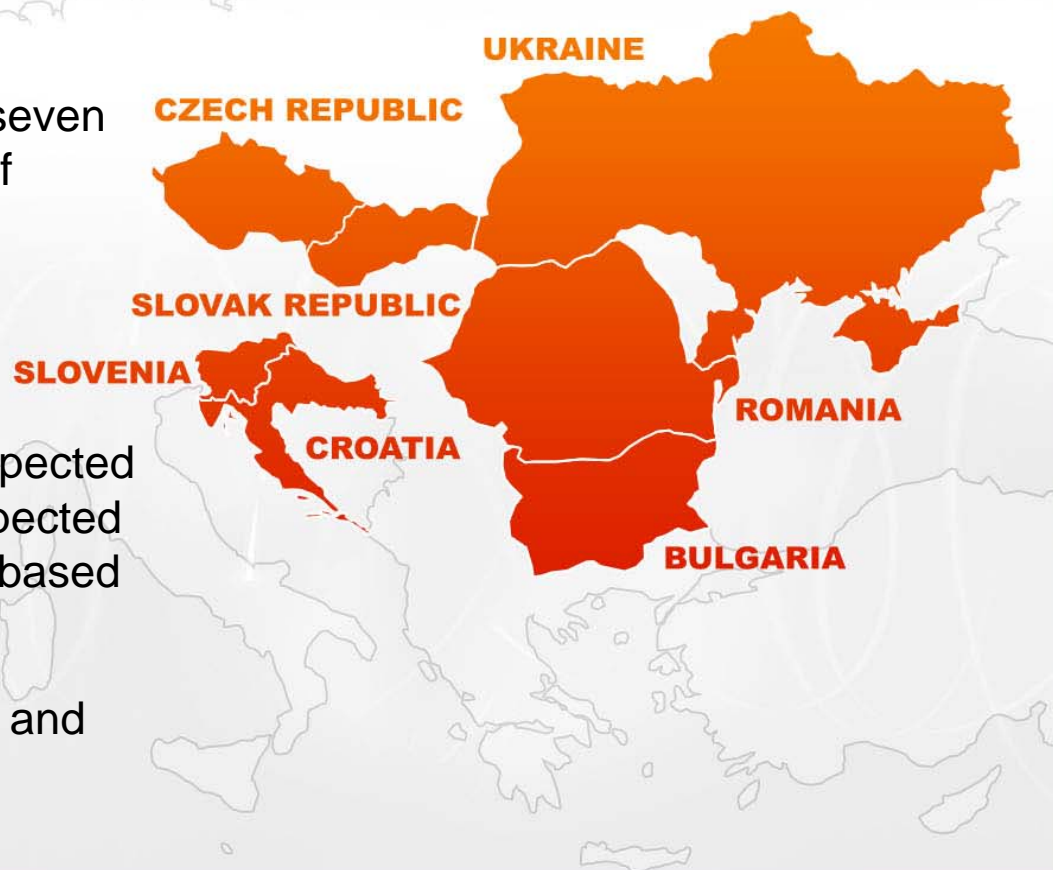 UKRAINE
CZECH REPUBLIC
seven
f
SLOVAK REPUBLIC
SLOVENIA
ROMANIA
CROATIA
pected
pected
based
BULGARIA
and